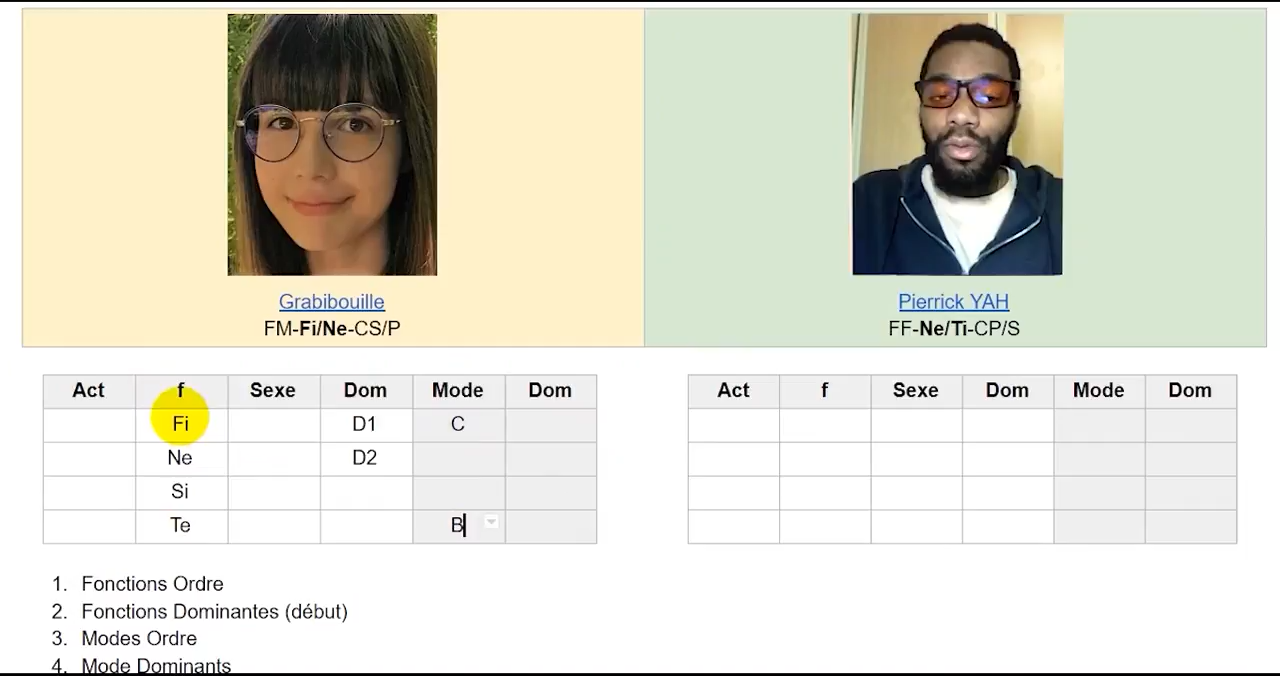 Grabibouille
FM-Fi/Ne-CS/P
Pierrick YAH
FF-Ne/Ti-CP/S
Act f Sexe Dom Mode Dom
Fi D1 C
Ne D2
Si
Te B
Act f Sexe Dom Mode Dom
1. Fonctions Ordre
2. Fonctions Dominantes (début)
3. Modes Ordre
4. Mode Dominants